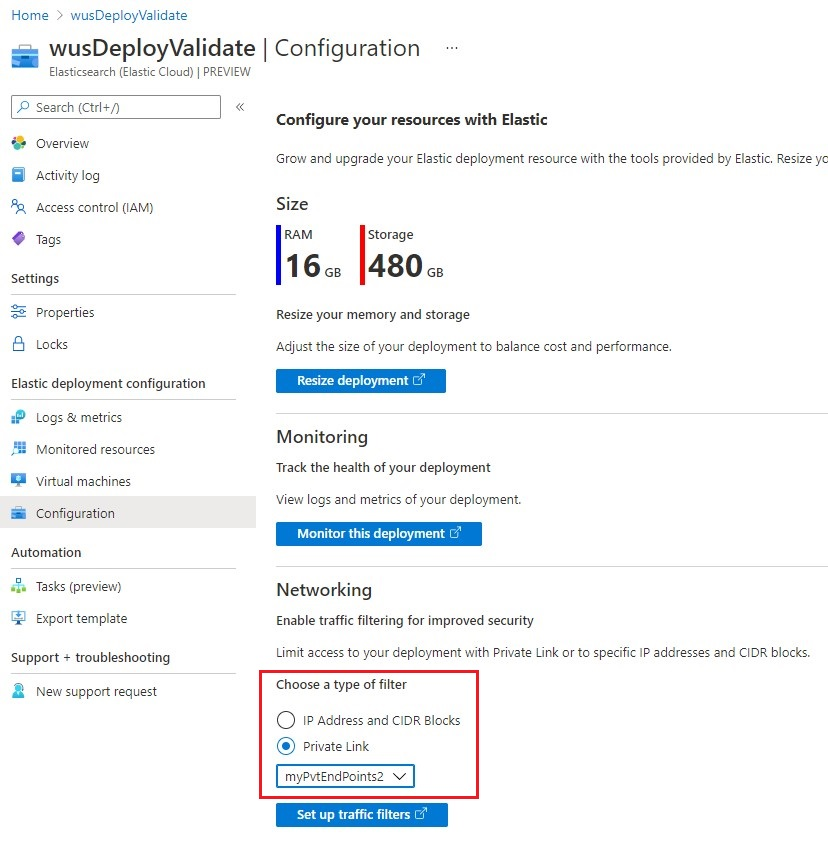 Home > wusDeployValidate
wusDeployValidate | Configuration ...
Elasticsearch (Elastic Cloud) | PREVIEW
Search (Ctrl+/) «
Overview
Activity log
Access control (IAM)
Tags
Settings
Properties
Locks
Elastic deployment configuration
Logs & metrics
Monitored resources
Virtual machines
Configuration
Automation
Tasks (preview)
Export template
Support + troubleshooting
New support request
Configure your resources with Elastic
Grow and upgrade your Elastic deployment resource with the tools provided by Elastic. Resize yo
Size
RAM
16 GB
Storage
480 GB
Resize your memory and storage
Adjust the size of your deployment to balance cost and performance.
Resize deployment
Monitoring
Track the health of your deployment
View logs and metrics of your deployment.
Monitor this deployment
Networking
Enable traffic filtering for improved security
Limit access to your deployment with Private Link or to specific IP addresses and CIDR blocks.
Choose a type of filter
IP Address and CIDR Blocks
Private Link
myPvtEndPoints2
Set up traffic filters